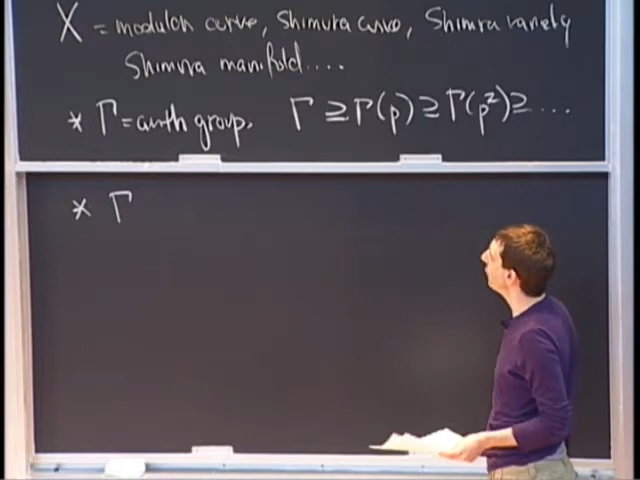 X = modular curve, Shimura curve, Shimura variety
Shimura manifold....
* Γ = arith group. Γ ≥ Γ(p) ≥ Γ(p²) ≥ ...
* Γ